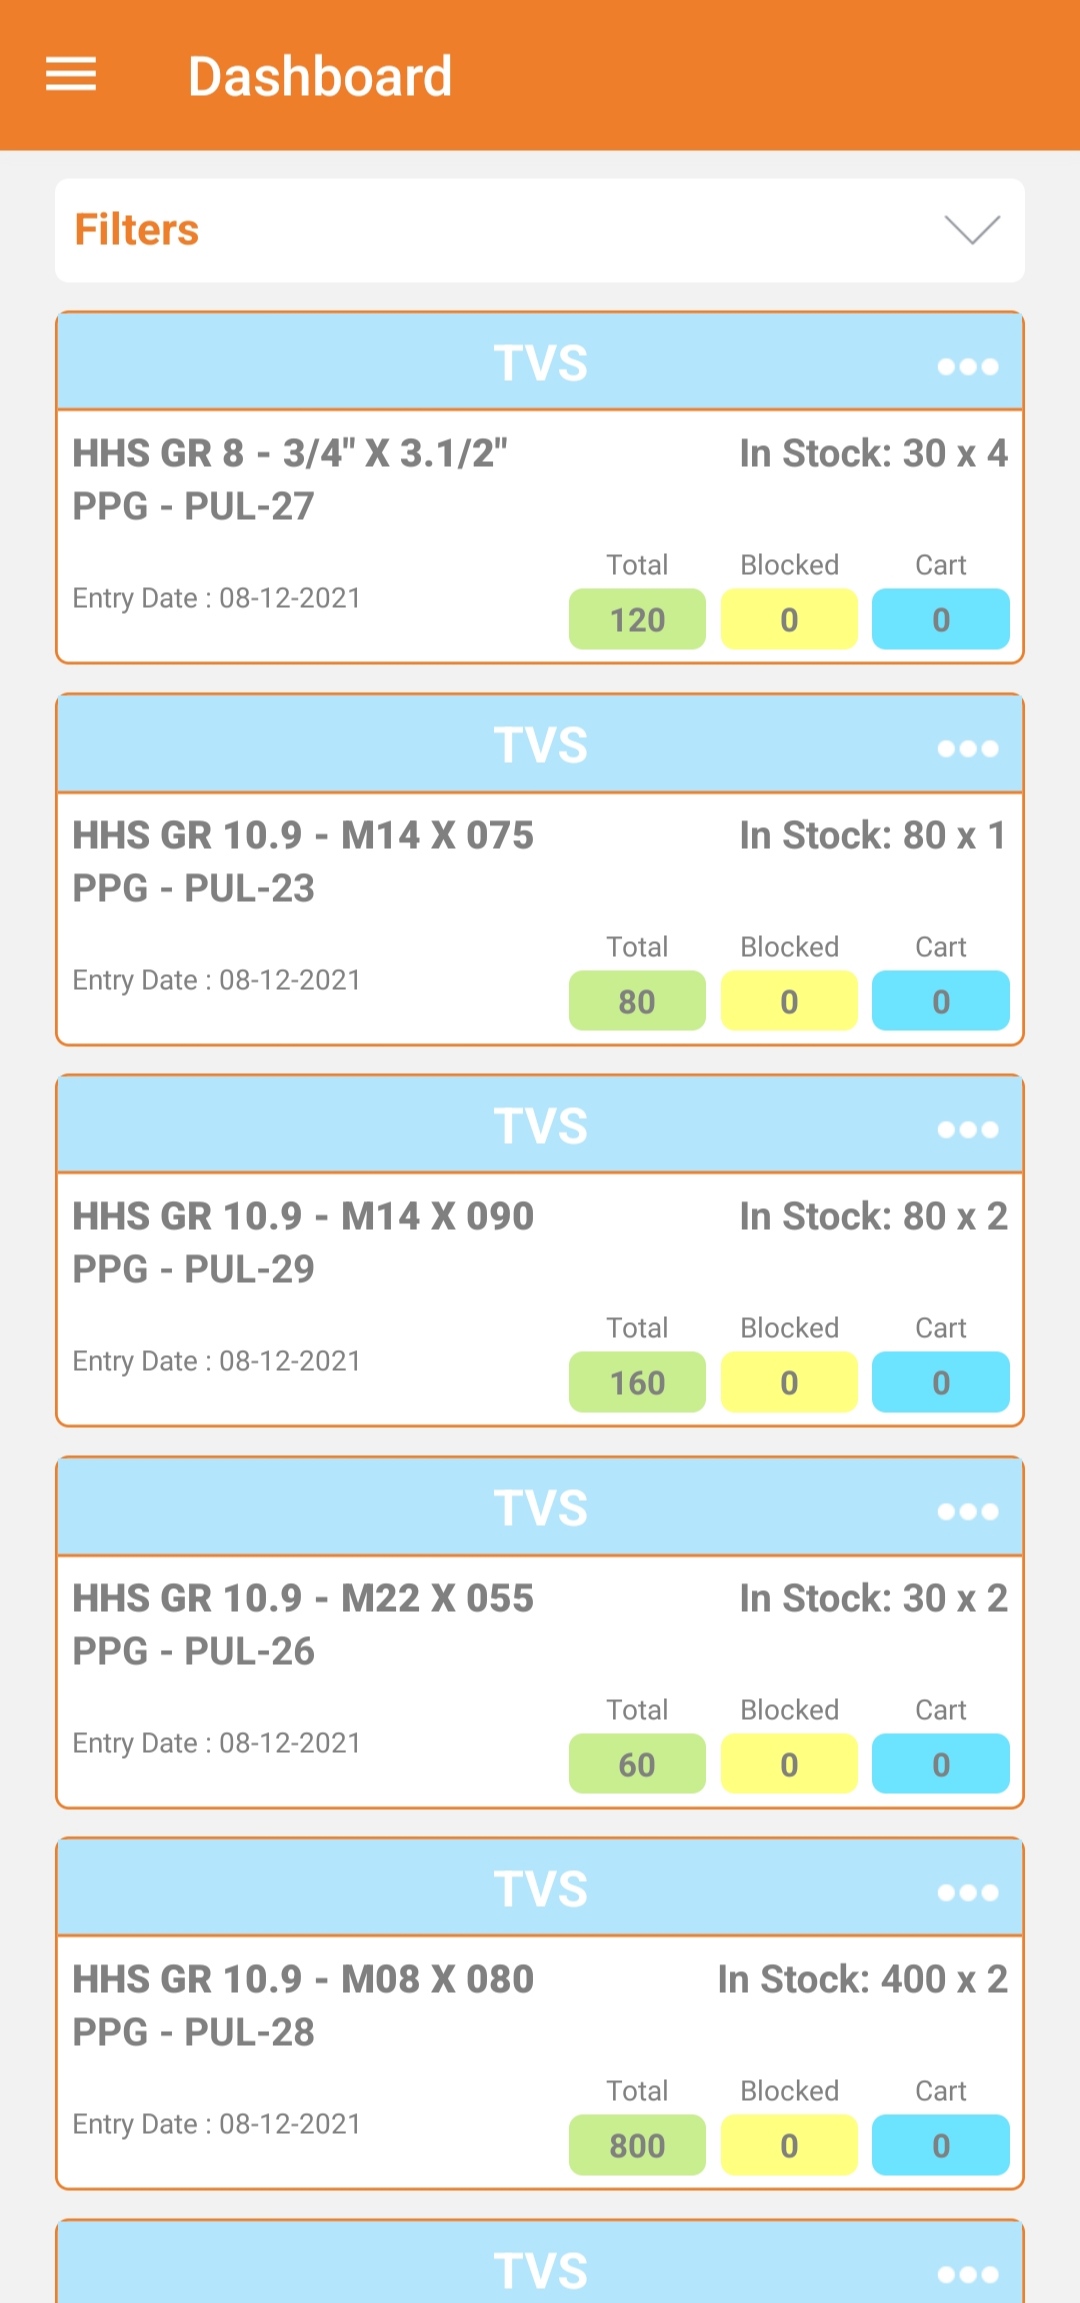 Dashboard
Filters
TVS
HHS GR 8 - 3/4" X 3.1/2" In Stock: 30 x 4
PPG - PUL-27
Total Blocked Cart
Entry Date : 08-12-2021
120 0 0
TVS
HHS GR 10.9 - M14 X 075 In Stock: 80 x 1
PPG - PUL-23
Total Blocked Cart
Entry Date : 08-12-2021
80 0 0
TVS
HHS GR 10.9 - M14 X 090 In Stock: 80 x 2
PPG - PUL-29
Total Blocked Cart
Entry Date : 08-12-2021
160 0 0
TVS
HHS GR 10.9 - M22 X 055 In Stock: 30 x 2
PPG - PUL-26
Total Blocked Cart
Entry Date : 08-12-2021
60 0 0
TVS
HHS GR 10.9 - M08 X 080 In Stock: 400 x 2
PPG - PUL-28
Total Blocked Cart
Entry Date : 08-12-2021
800 0 0
TVS